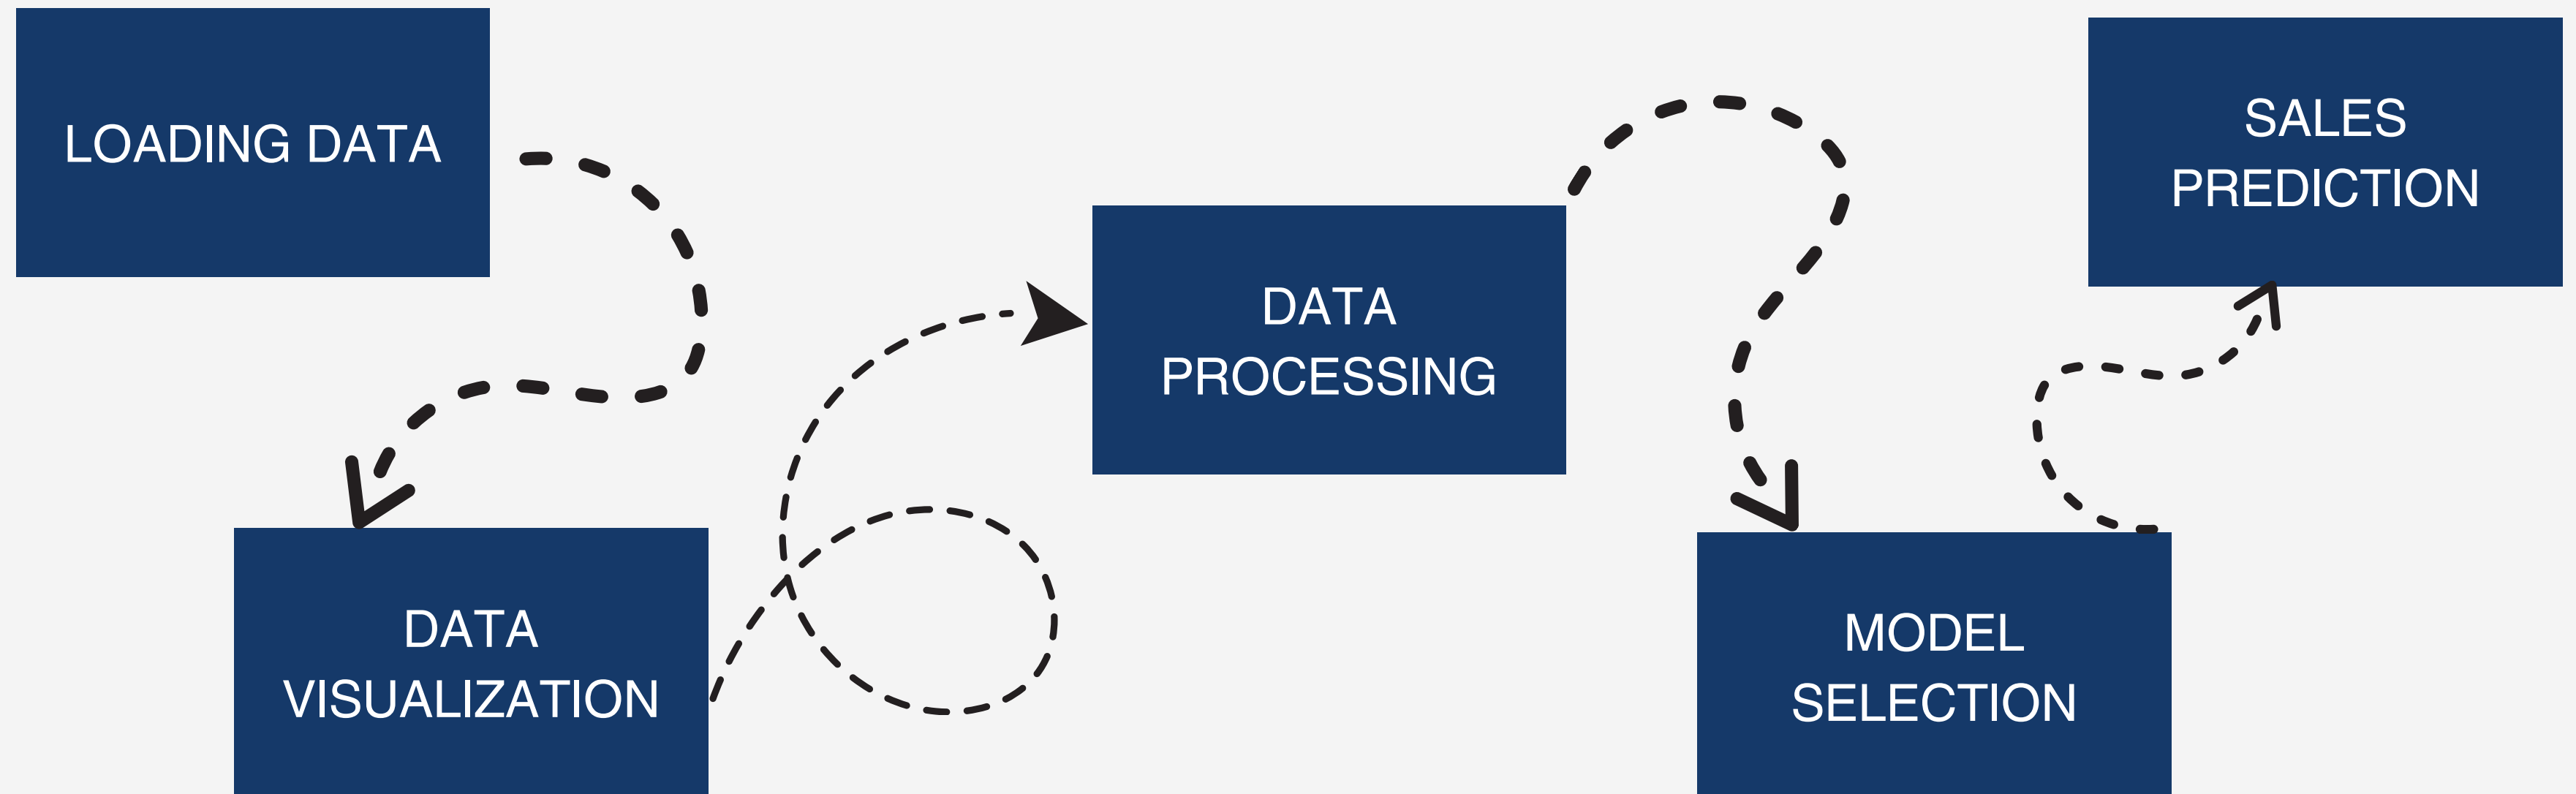 LOADING DATA
DATA
VISUALIZATION
DATA
PROCESSING
MODEL
SELECTION
SALES
PREDICTION